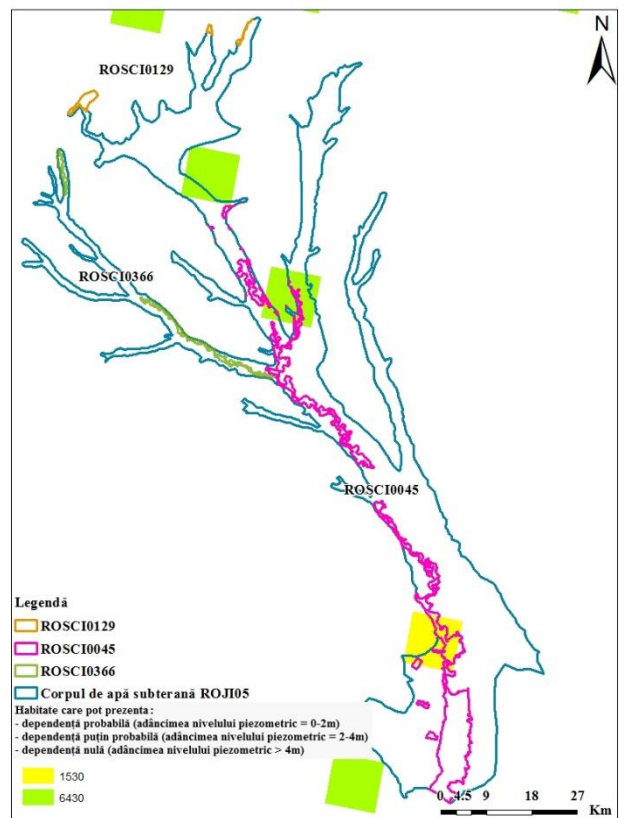 N
ROSCI0129
ROSCI0366
ROSCI0045
Legendă
ROSCI0129
ROSCI0045
ROSCI0366
Corpul de apă subterană ROJI05
Habitate care pot prezenta:
- dependență probabilă (adâncimea nivelului piezometric = 0-2m)
- dependență puțin probabilă (adâncimea nivelului piezometric = 2-4m)
- dependență nulă (adâncimea nivelului piezometric > 4m)
1530
6430
0 4.5 9 18 27
Km